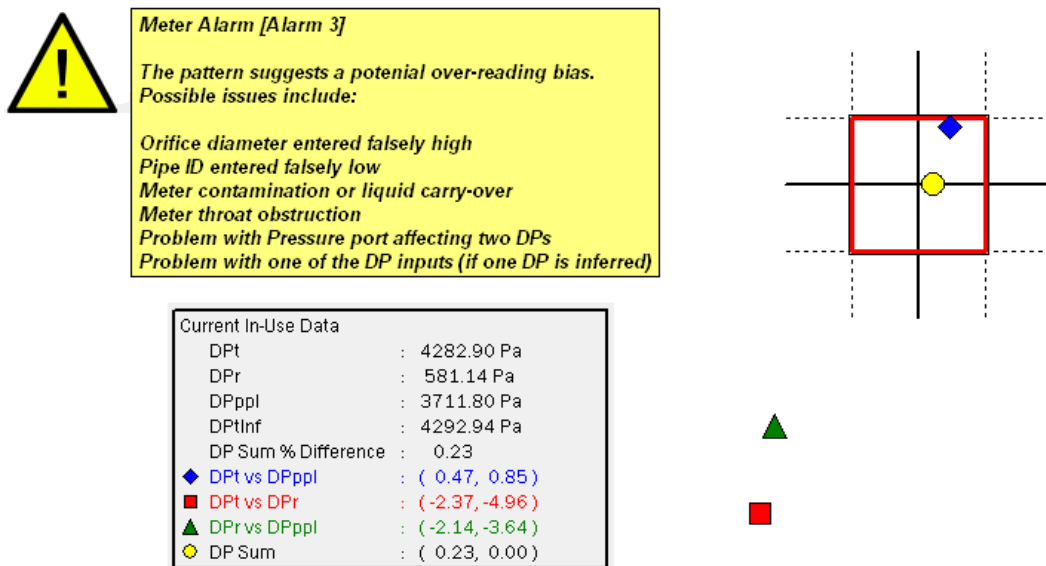 !
Meter Alarm [Alarm 3]
The pattern suggests a potenial over-reading bias.
Possible issues include:
Orifice diameter entered falsely high
Pipe ID entered falsely low
Meter contamination or liquid carry-over
Meter throat obstruction
Problem with Pressure port affecting two DPs
Problem with one of the DP inputs (if one DP is inferred)
Current In-Use Data
DPt : 4282.90 Pa
DPr : 581.14 Pa
DPppl : 3711.80 Pa
DPtInf : 4292.94 Pa
DP Sum % Difference : 0.23
DPt vs DPppl : ( 0.47, 0.85)
DPt vs DPr : (-2.37,-4.96)
DPr vs DPppl : (-2.14,-3.64)
DP Sum : ( 0.23, 0.00)